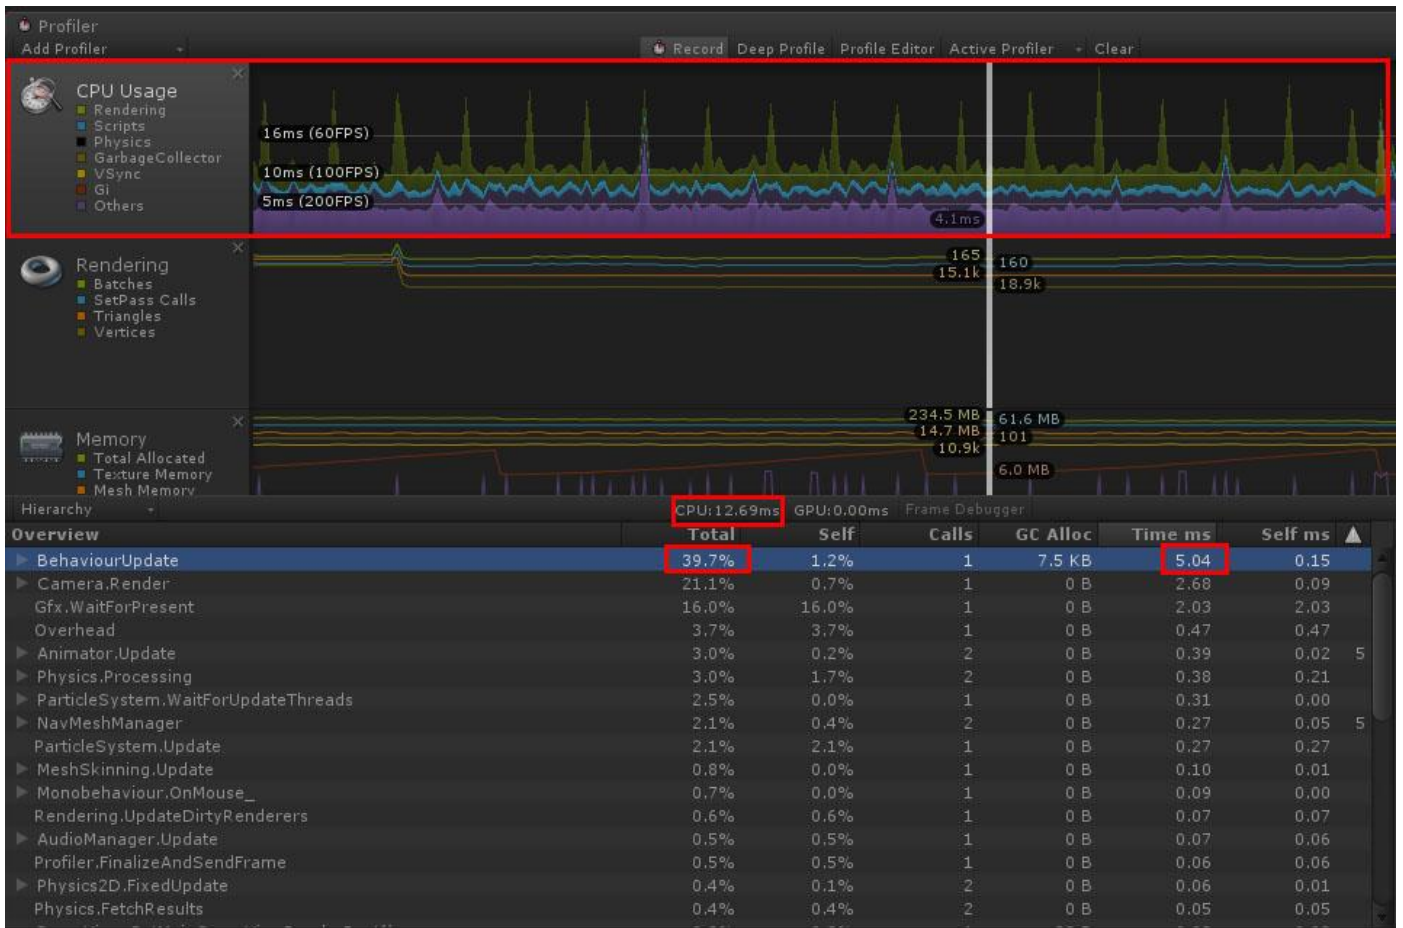 Profiler
Add Profiler Record Deep Profile Profile Editor Active Profiler Clear
CPU Usage
Rendering
Scripts
Physics
GarbageCollector
VSync
Gi
Others
16ms (60FPS)
10ms (100FPS)
5ms (200FPS)
4.1ms
Rendering
Batches
SetPass Calls
Triangles
Vertices
165 160
15.1k 18.9k
Memory
Total Allocated
Texture Memory
Mesh Memory
234.5 MB 61.6 MB
14.7 MB 101
10.9k
6.0 MB
Hierarchy CPU:12.69ms GPU:0.00ms Frame Debugger
Overview Total Self Calls GC Alloc Time ms Self ms
BehaviourUpdate 39.7% 1.2% 1 7.5 KB 5.04 0.15
Camera.Render 21.1% 0.7% 1 0 B 2.68 0.09
Gfx.WaitForPresent 16.0% 16.0% 1 0 B 2.03 2.03
Overhead 3.7% 3.7% 1 0 B 0.47 0.47
Animator.Update 3.0% 0.2% 2 0 B 0.39 0.02 5
Physics.Processing 3.0% 1.7% 2 0 B 0.38 0.21
ParticleSystem.WaitForUpdateThreads 2.5% 0.0% 1 0 B 0.31 0.00
NavMeshManager 2.1% 0.4% 2 0 B 0.27 0.05 5
ParticleSystem.Update 2.1% 2.1% 1 0 B 0.27 0.27
MeshSkinning.Update 0.8% 0.0% 1 0 B 0.10 0.01
Monobehaviour.OnMouse_ 0.7% 0.0% 1 0 B 0.09 0.00
Rendering.UpdateDirtyRenderers 0.6% 0.6% 1 0 B 0.07 0.07
AudioManager.Update 0.5% 0.5% 1 0 B 0.07 0.06
Profiler.FinalizeAndSendFrame 0.5% 0.5% 1 0 B 0.06 0.06
Physics2D.FixedUpdate 0.4% 0.1% 2 0 B 0.06 0.01
Physics.FetchResults 0.4% 0.4% 2 0 B 0.05 0.05